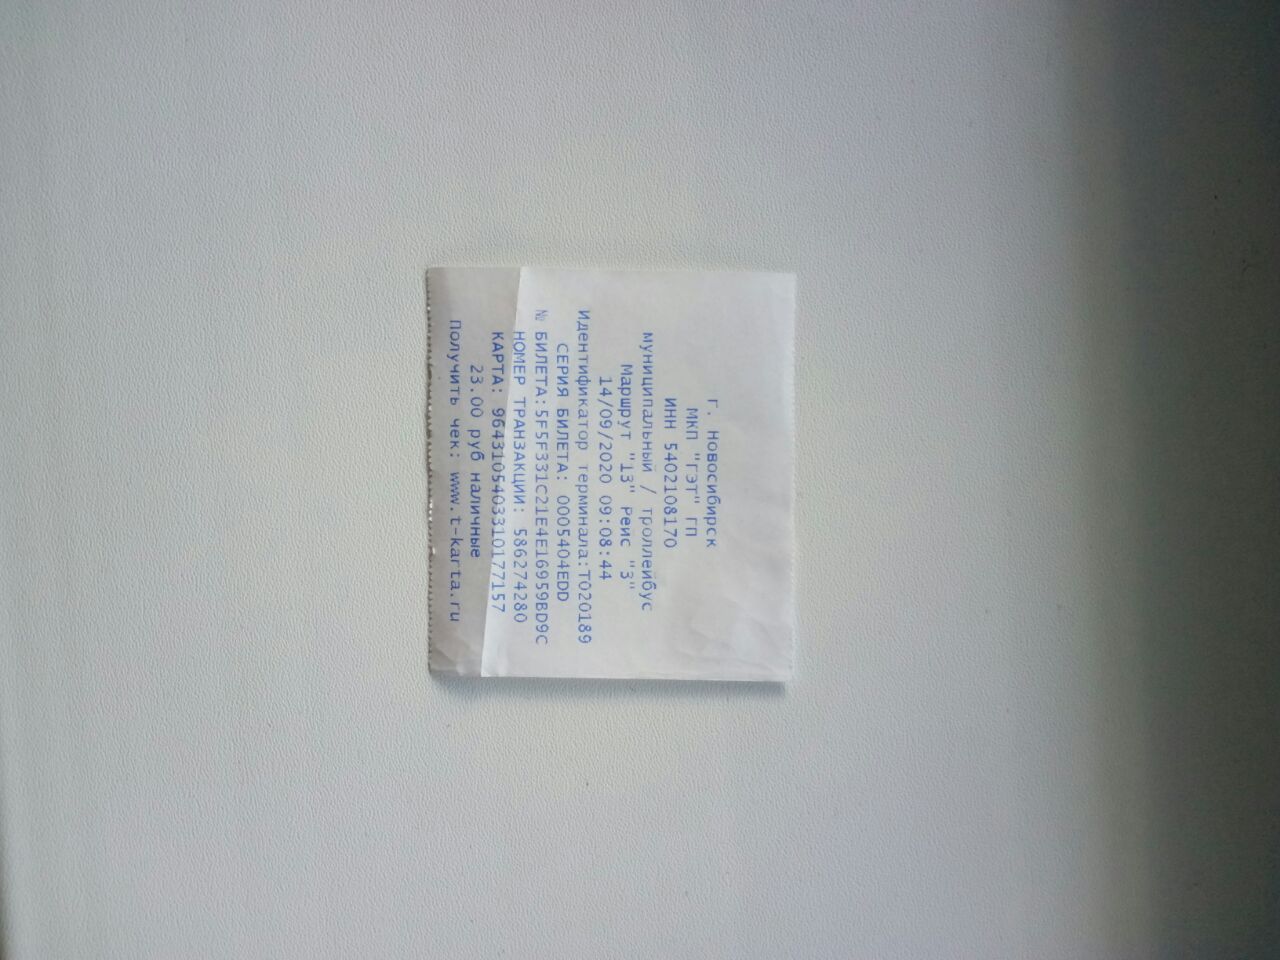 г. Новосибирск
МКП "ГЭТ" ГП
ИНН 5402108170
муниципальный / троллейбус
Маршрут "13" Рейс "3"
14/09/2020 09:08:44
Идентификатор терминала:T020189
СЕРИЯ БИЛЕТА: 0005404EDD
№ БИЛЕТА:5F5F331C21E4E16959BD9C
НОМЕР ТРАНЗАКЦИИ: 586274280
КАРТА: 9643105403310177157
23.00 руб наличные
Получить чек: www.t-karta.ru